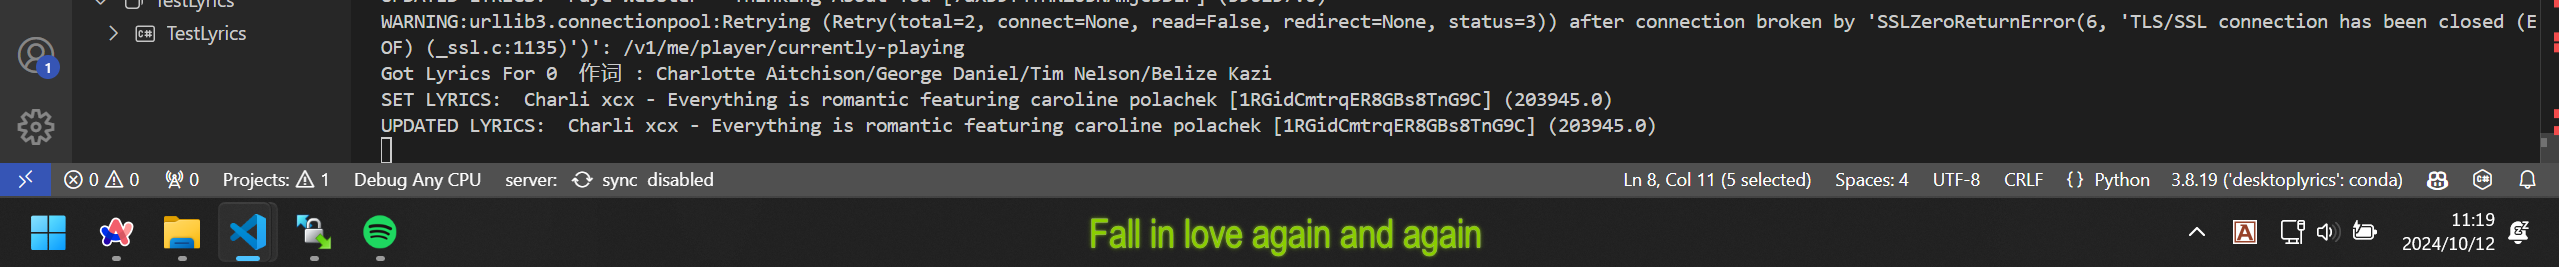 TestLyrics
WARNING:urllib3.connectionpool:Retrying (Retry(total=2, connect=None, read=False, redirect=None, status=3)) after connection broken by 'SSLZeroReturnError(6, 'TLS/SSL connection has been closed (E
TestLyrics
OF) (_ssl.c:1135)')': /v1/me/player/currently-playing
1
Got Lyrics For 0  作词 : Charlotte Aitchison/George Daniel/Tim Nelson/Belize Kazi
SET LYRICS:  Charli xcx - Everything is romantic featuring caroline polachek [1RGidCmtrqER8GBs8TnG9C] (203945.0)
UPDATED LYRICS:  Charli xcx - Everything is romantic featuring caroline polachek [1RGidCmtrqER8GBs8TnG9C] (203945.0)
0 0 0 Projects: 1 Debug Any CPU server: sync disabled Ln 8, Col 11 (5 selected) Spaces: 4 UTF-8 CRLF {} Python 3.8.19 ('desktoplyrics': conda)
Fall in love again and again
A
11:19
2024/10/12